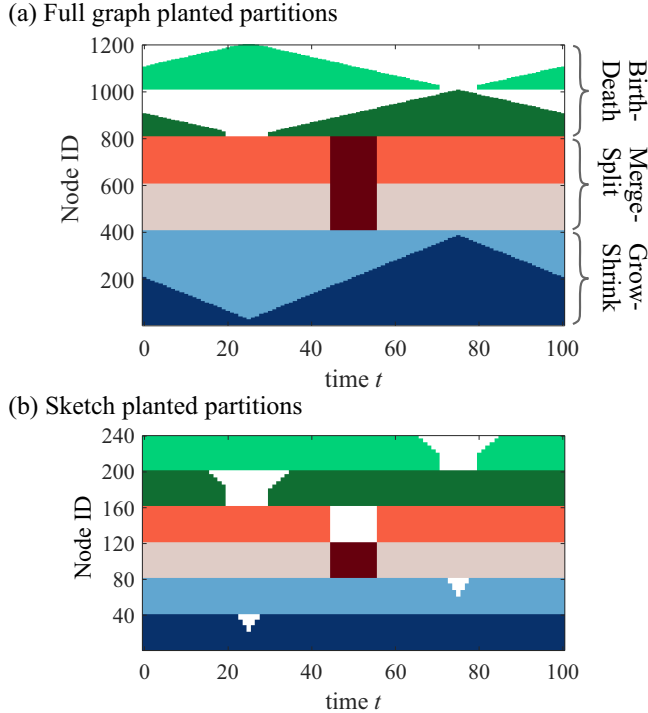 (a) Full graph planted partitions
1200
1000
800
600
400
200
Node ID
0 20 40 60 80 100
time t
Birth-
Death
Merge-
Split
Grow-
Shrink
(b) Sketch planted partitions
240
200
160
120
80
40
Node ID
0 20 40 60 80 100
time t